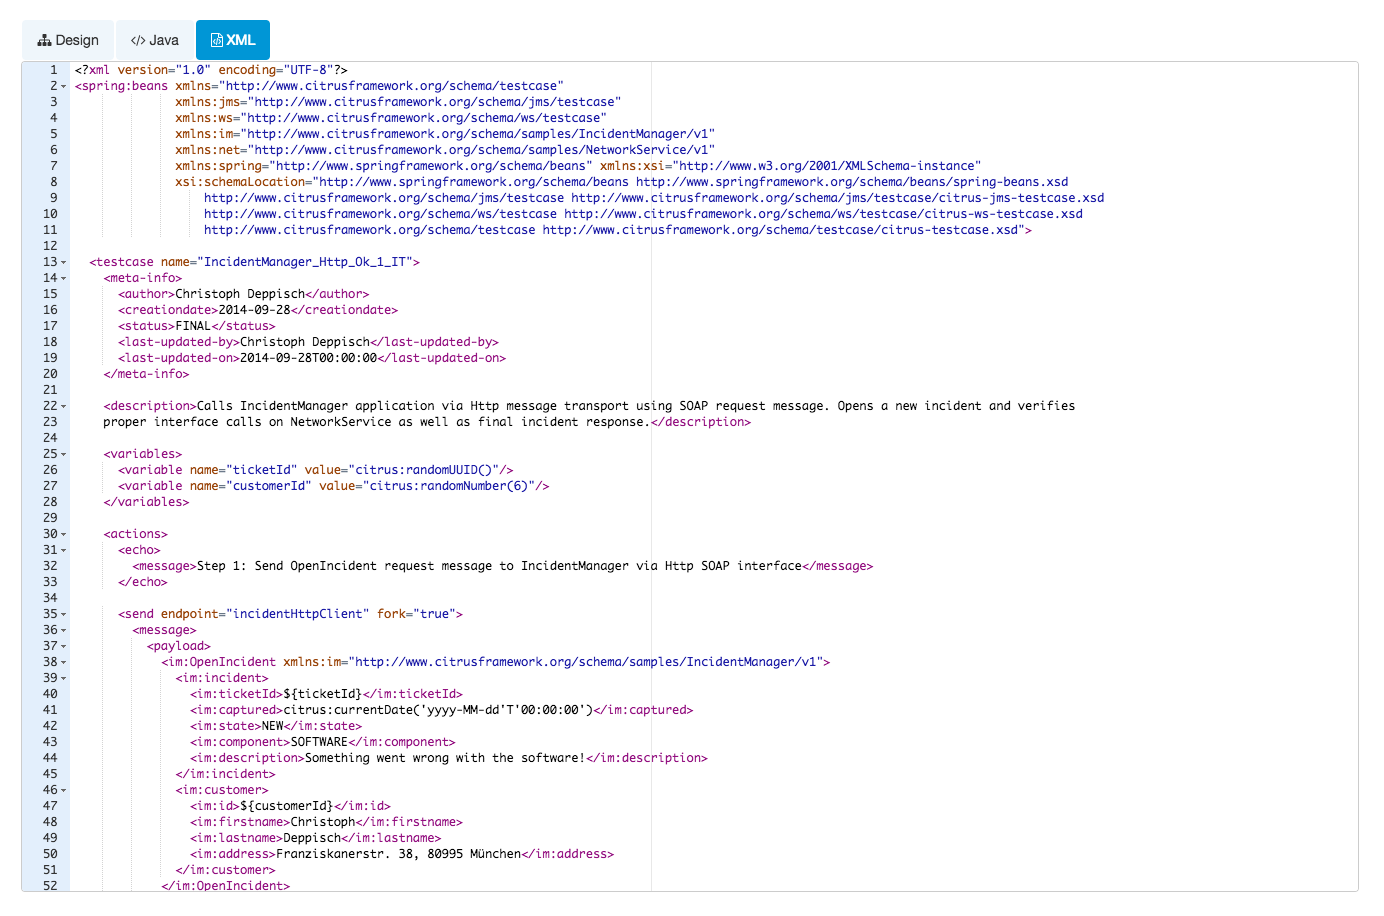 Design Java XML
1 <?xml version="1.0" encoding="UTF-8"?>
2 <spring:beans xmlns="http://www.citrusframework.org/schema/testcase"
3 xmlns:jms="http://www.citrusframework.org/schema/jms/testcase"
4 xmlns:ws="http://www.citrusframework.org/schema/ws/testcase"
5 xmlns:im="http://www.citrusframework.org/schema/samples/IncidentManager/v1"
6 xmlns:net="http://www.citrusframework.org/schema/samples/NetworkService/v1"
7 xmlns:spring="http://www.springframework.org/schema/beans" xmlns:xsi="http://www.w3.org/2001/XMLSchema-instance"
8 xsi:schemaLocation="http://www.springframework.org/schema/beans http://www.springframework.org/schema/beans/spring-beans.xsd
9 http://www.citrusframework.org/schema/jms/testcase http://www.citrusframework.org/schema/jms/testcase/citrus-jms-testcase.xsd
10 http://www.citrusframework.org/schema/ws/testcase http://www.citrusframework.org/schema/ws/testcase/citrus-ws-testcase.xsd
11 http://www.citrusframework.org/schema/testcase http://www.citrusframework.org/schema/testcase/citrus-testcase.xsd">
12
13 <testcase name="IncidentManager_Http_Ok_1_IT">
14 <meta-info>
15 <author>Christoph Deppisch</author>
16 <creationdate>2014-09-28</creationdate>
17 <status>FINAL</status>
18 <last-updated-by>Christoph Deppisch</last-updated-by>
19 <last-updated-on>2014-09-28T00:00:00</last-updated-on>
20 </meta-info>
21
22 <description>Calls IncidentManager application via Http message transport using SOAP request message. Opens a new incident and verifies
23 proper interface calls on NetworkService as well as final incident response.</description>
24
25 <variables>
26 <variable name="ticketId" value="citrus:randomUUID()"/>
27 <variable name="customerId" value="citrus:randomNumber(6)"/>
28 </variables>
29
30 <actions>
31 <echo>
32 <message>Step 1: Send OpenIncident request message to IncidentManager via Http SOAP interface</message>
33 </echo>
34
35 <send endpoint="incidentHttpClient" fork="true">
36 <message>
37 <payload>
38 <im:OpenIncident xmlns:im="http://www.citrusframework.org/schema/samples/IncidentManager/v1">
39 <im:incident>
40 <im:ticketId>${ticketId}</im:ticketId>
41 <im:captured>citrus:currentDate('yyyy-MM-dd'T'00:00:00')</im:captured>
42 <im:state>NEW</im:state>
43 <im:component>SOFTWARE</im:component>
44 <im:description>Something went wrong with the software!</im:description>
45 </im:incident>
46 <im:customer>
47 <im:id>${customerId}</im:id>
48 <im:firstname>Christoph</im:firstname>
49 <im:lastname>Deppisch</im:lastname>
50 <im:address>Franziskanerstr. 38, 80995 München</im:address>
51 </im:customer>
52 </im:OpenIncident>